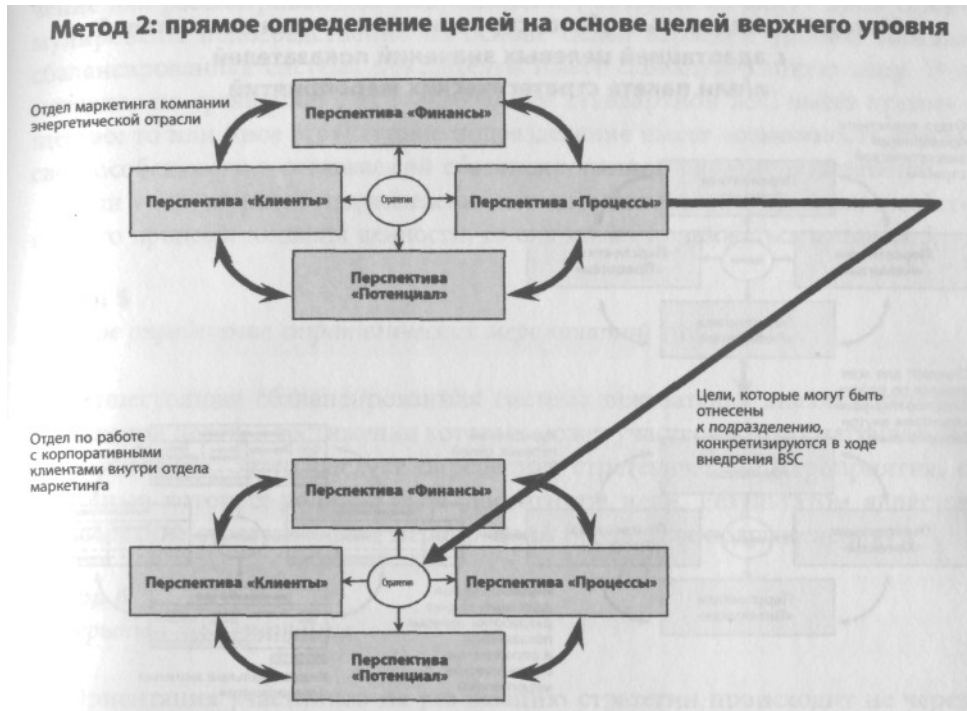 Метод 2: прямое определение целей на основе целей верхнего уровня
Отдел маркетинга компании
энергетической отрасли
Перспектива «Финансы»
Перспектива «Клиенты»
Стратегия
Перспектива «Процессы»
Перспектива
«Потенциал»
Цели, которые могут быть
отнесены
к подразделению,
конкретизируются в ходе
внедрения BSC
Отдел по работе
с корпоративными
клиентами внутри отдела
маркетинга
Перспектива «Финансы»
Перспектива «Клиенты»
Стратегия
Перспектива «Процессы»
Перспектива
«Потенциал»